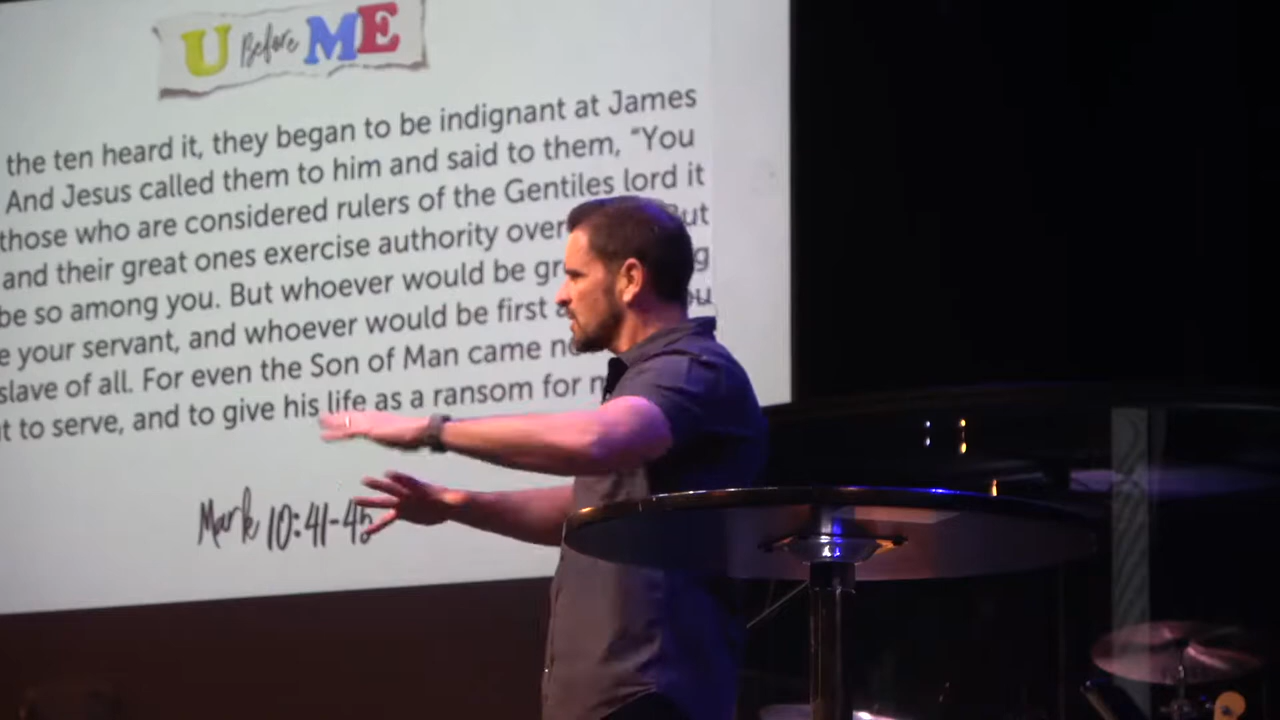 U Before ME
the ten heard it, they began to be indignant at James
And Jesus called them to him and said to them, “You
those who are considered rulers of the Gentiles lord it
and their great ones exercise authority over
be so among you. But whoever would be
your servant, and whoever would be first
slave of all. For even the Son of Man came
to serve, and to give his life as a ransom for
Mark 10:41-45